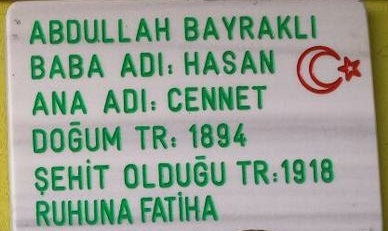 ABDULLAH BAYRAKLI
BABA ADI: HASAN
ANA ADI: CENNET
DOĞUM TR: 1894
ŞEHİT OLDUĞU TR:1918
RUHUNA FATİHA